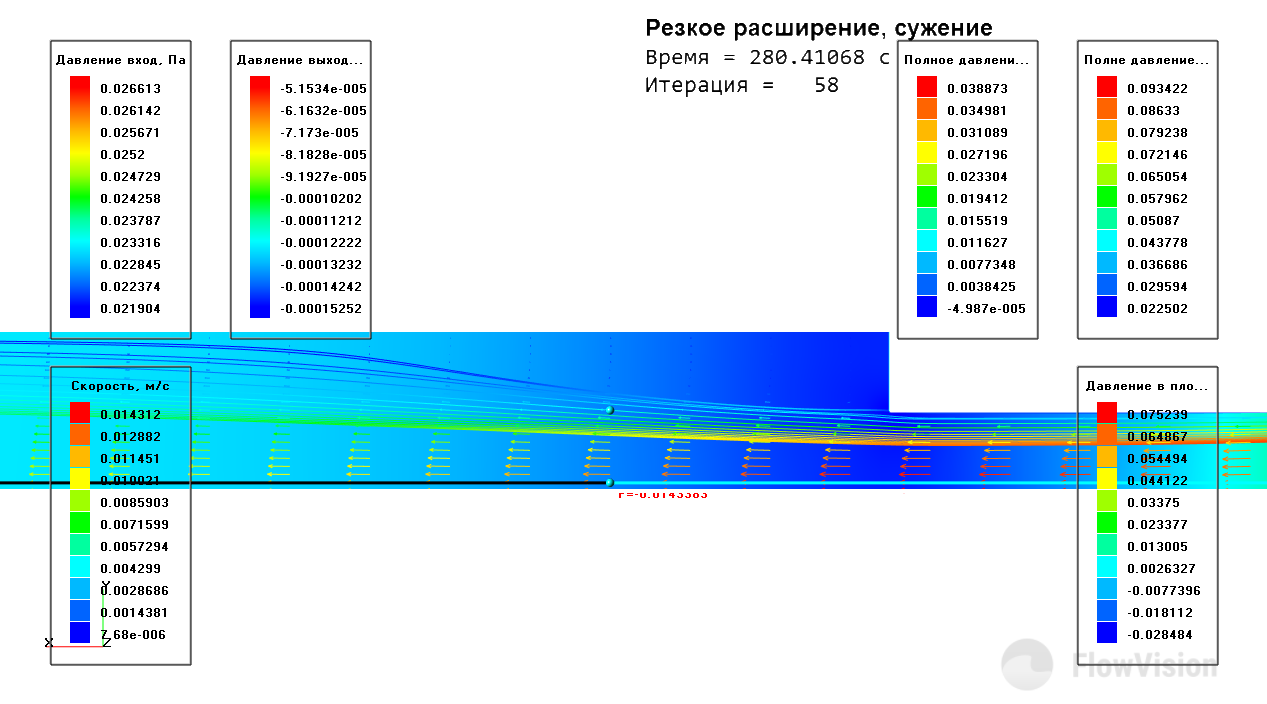 Резкое расширение, сужение
Время = 280.41068 с
Итерация = 58
Давление вход, Па
0.026613
0.026142
0.025671
0.0252
0.024729
0.024258
0.023787
0.023316
0.022845
0.022374
0.021904
Давление выход...
-5.1534e-005
-6.1632e-005
-7.173e-005
-8.1828e-005
-9.1927e-005
-0.00010202
-0.00011212
-0.00012222
-0.00013232
-0.00014242
-0.00015252
Полное давлени...
0.038873
0.034981
0.031089
0.027196
0.023304
0.019412
0.015519
0.011627
0.0077348
0.0038425
-4.987e-005
Полне давление...
0.093422
0.08633
0.079238
0.072146
0.065054
0.057962
0.05087
0.043778
0.036686
0.029594
0.022502
Скорость, м/с
0.014312
0.012882
0.011451
0.010021
0.0085903
0.0071599
0.0057294
0.004299
0.0028686
0.0014381
7.68e-006
Y
X
Z
Давление в пло...
0.075239
0.064867
0.054494
0.044122
0.03375
0.023377
0.013005
0.0026327
-0.0077396
-0.018112
-0.028484
FlowVision